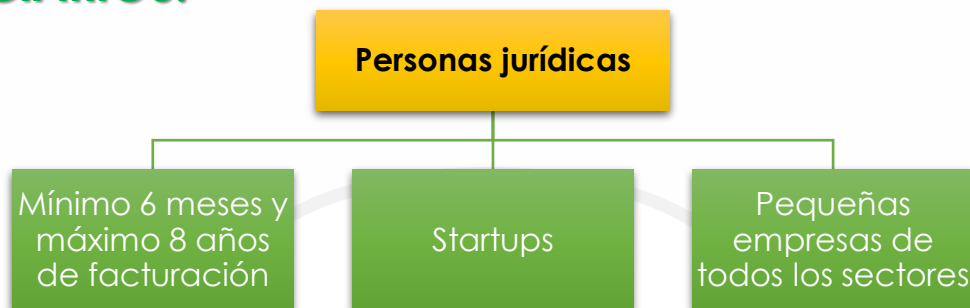 Personas jurídicas
Mínimo 6 meses y
máximo 8 años
de facturación
Startups
Pequeñas
empresas de
todos los sectores